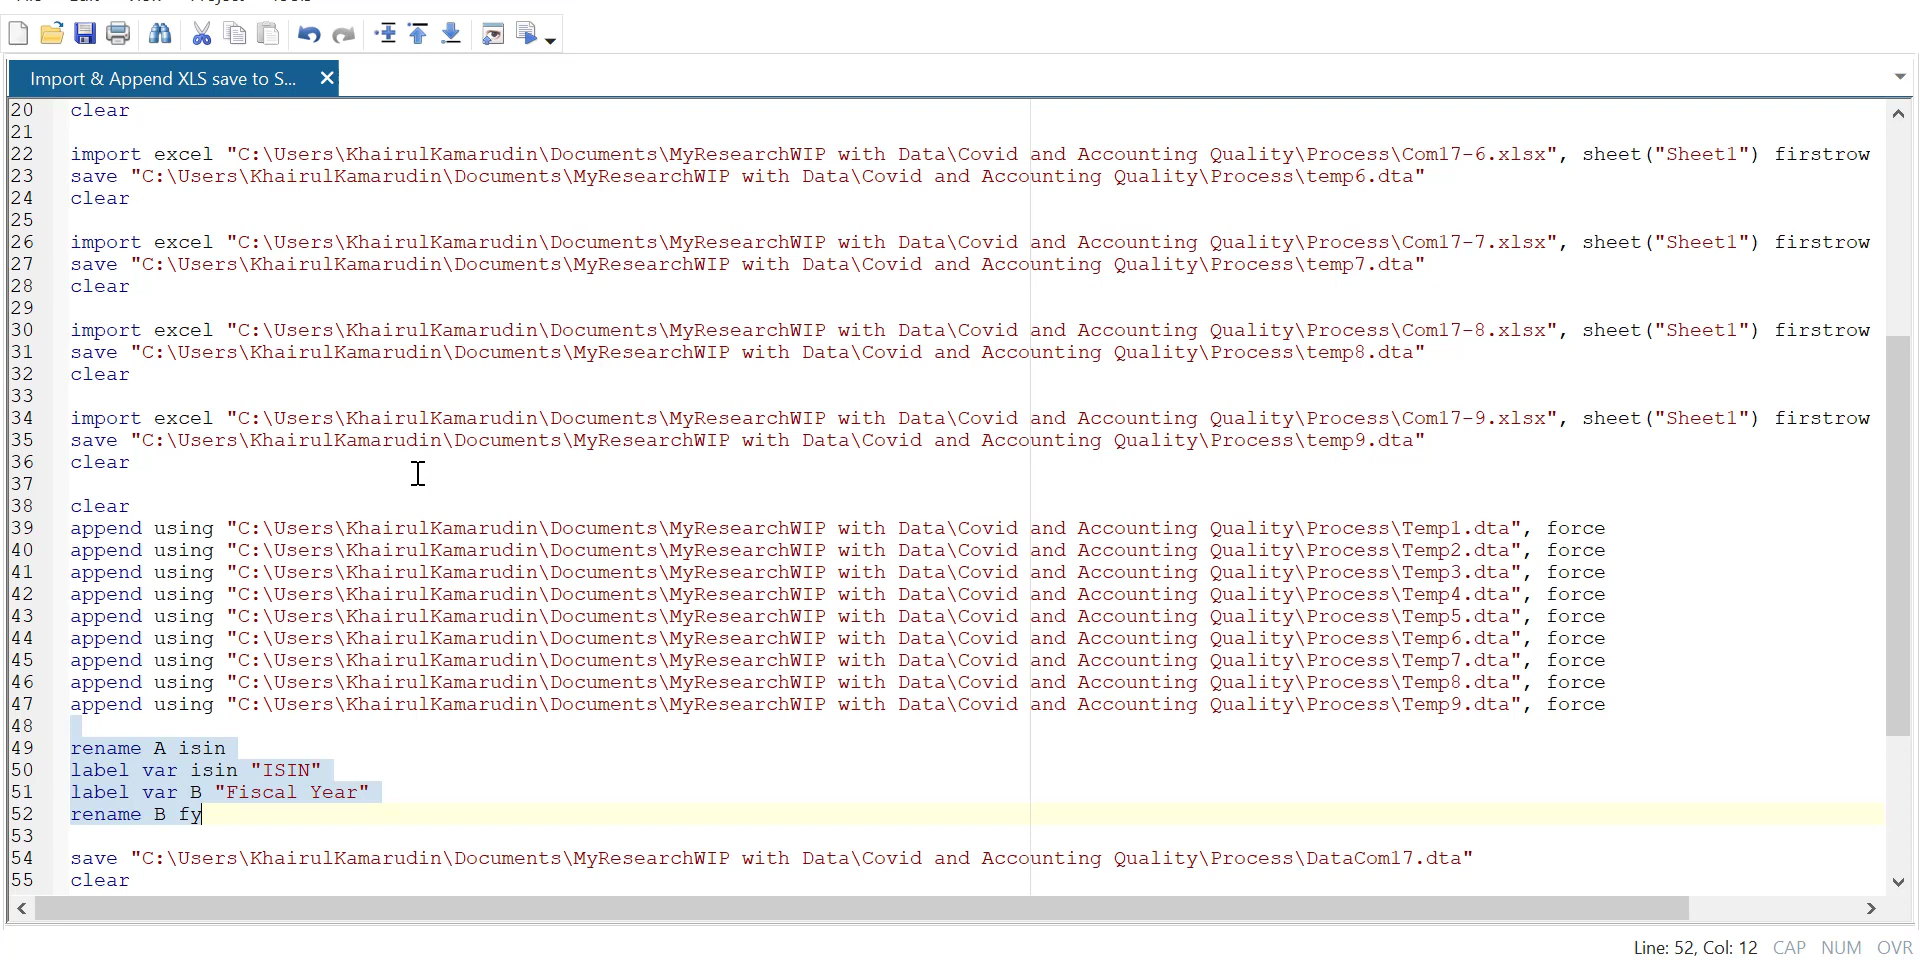 Import & Append XLS save to S...
20 clear
21
22 import excel "C:\Users\KhairulKamarudin\Documents\MyResearchWIP with Data\Covid and Accounting Quality\Process\Com17-6.xlsx", sheet("Sheet1") firstrow
23 save "C:\Users\KhairulKamarudin\Documents\MyResearchWIP with Data\Covid and Accounting Quality\Process\temp6.dta"
24 clear
25
26 import excel "C:\Users\KhairulKamarudin\Documents\MyResearchWIP with Data\Covid and Accounting Quality\Process\Com17-7.xlsx", sheet("Sheet1") firstrow
27 save "C:\Users\KhairulKamarudin\Documents\MyResearchWIP with Data\Covid and Accounting Quality\Process\temp7.dta"
28 clear
29
30 import excel "C:\Users\KhairulKamarudin\Documents\MyResearchWIP with Data\Covid and Accounting Quality\Process\Com17-8.xlsx", sheet("Sheet1") firstrow
31 save "C:\Users\KhairulKamarudin\Documents\MyResearchWIP with Data\Covid and Accounting Quality\Process\temp8.dta"
32 clear
33
34 import excel "C:\Users\KhairulKamarudin\Documents\MyResearchWIP with Data\Covid and Accounting Quality\Process\Com17-9.xlsx", sheet("Sheet1") firstrow
35 save "C:\Users\KhairulKamarudin\Documents\MyResearchWIP with Data\Covid and Accounting Quality\Process\temp9.dta"
36 clear
37
38 clear
39 append using "C:\Users\KhairulKamarudin\Documents\MyResearchWIP with Data\Covid and Accounting Quality\Process\Temp1.dta", force
40 append using "C:\Users\KhairulKamarudin\Documents\MyResearchWIP with Data\Covid and Accounting Quality\Process\Temp2.dta", force
41 append using "C:\Users\KhairulKamarudin\Documents\MyResearchWIP with Data\Covid and Accounting Quality\Process\Temp3.dta", force
42 append using "C:\Users\KhairulKamarudin\Documents\MyResearchWIP with Data\Covid and Accounting Quality\Process\Temp4.dta", force
43 append using "C:\Users\KhairulKamarudin\Documents\MyResearchWIP with Data\Covid and Accounting Quality\Process\Temp5.dta", force
44 append using "C:\Users\KhairulKamarudin\Documents\MyResearchWIP with Data\Covid and Accounting Quality\Process\Temp6.dta", force
45 append using "C:\Users\KhairulKamarudin\Documents\MyResearchWIP with Data\Covid and Accounting Quality\Process\Temp7.dta", force
46 append using "C:\Users\KhairulKamarudin\Documents\MyResearchWIP with Data\Covid and Accounting Quality\Process\Temp8.dta", force
47 append using "C:\Users\KhairulKamarudin\Documents\MyResearchWIP with Data\Covid and Accounting Quality\Process\Temp9.dta", force
48
49 rename A isin
50 label var isin "ISIN"
51 label var B "Fiscal Year"
52 rename B fy
53
54 save "C:\Users\KhairulKamarudin\Documents\MyResearchWIP with Data\Covid and Accounting Quality\Process\DataCom17.dta"
55 clear
Line: 52, Col: 12 CAP NUM OVR